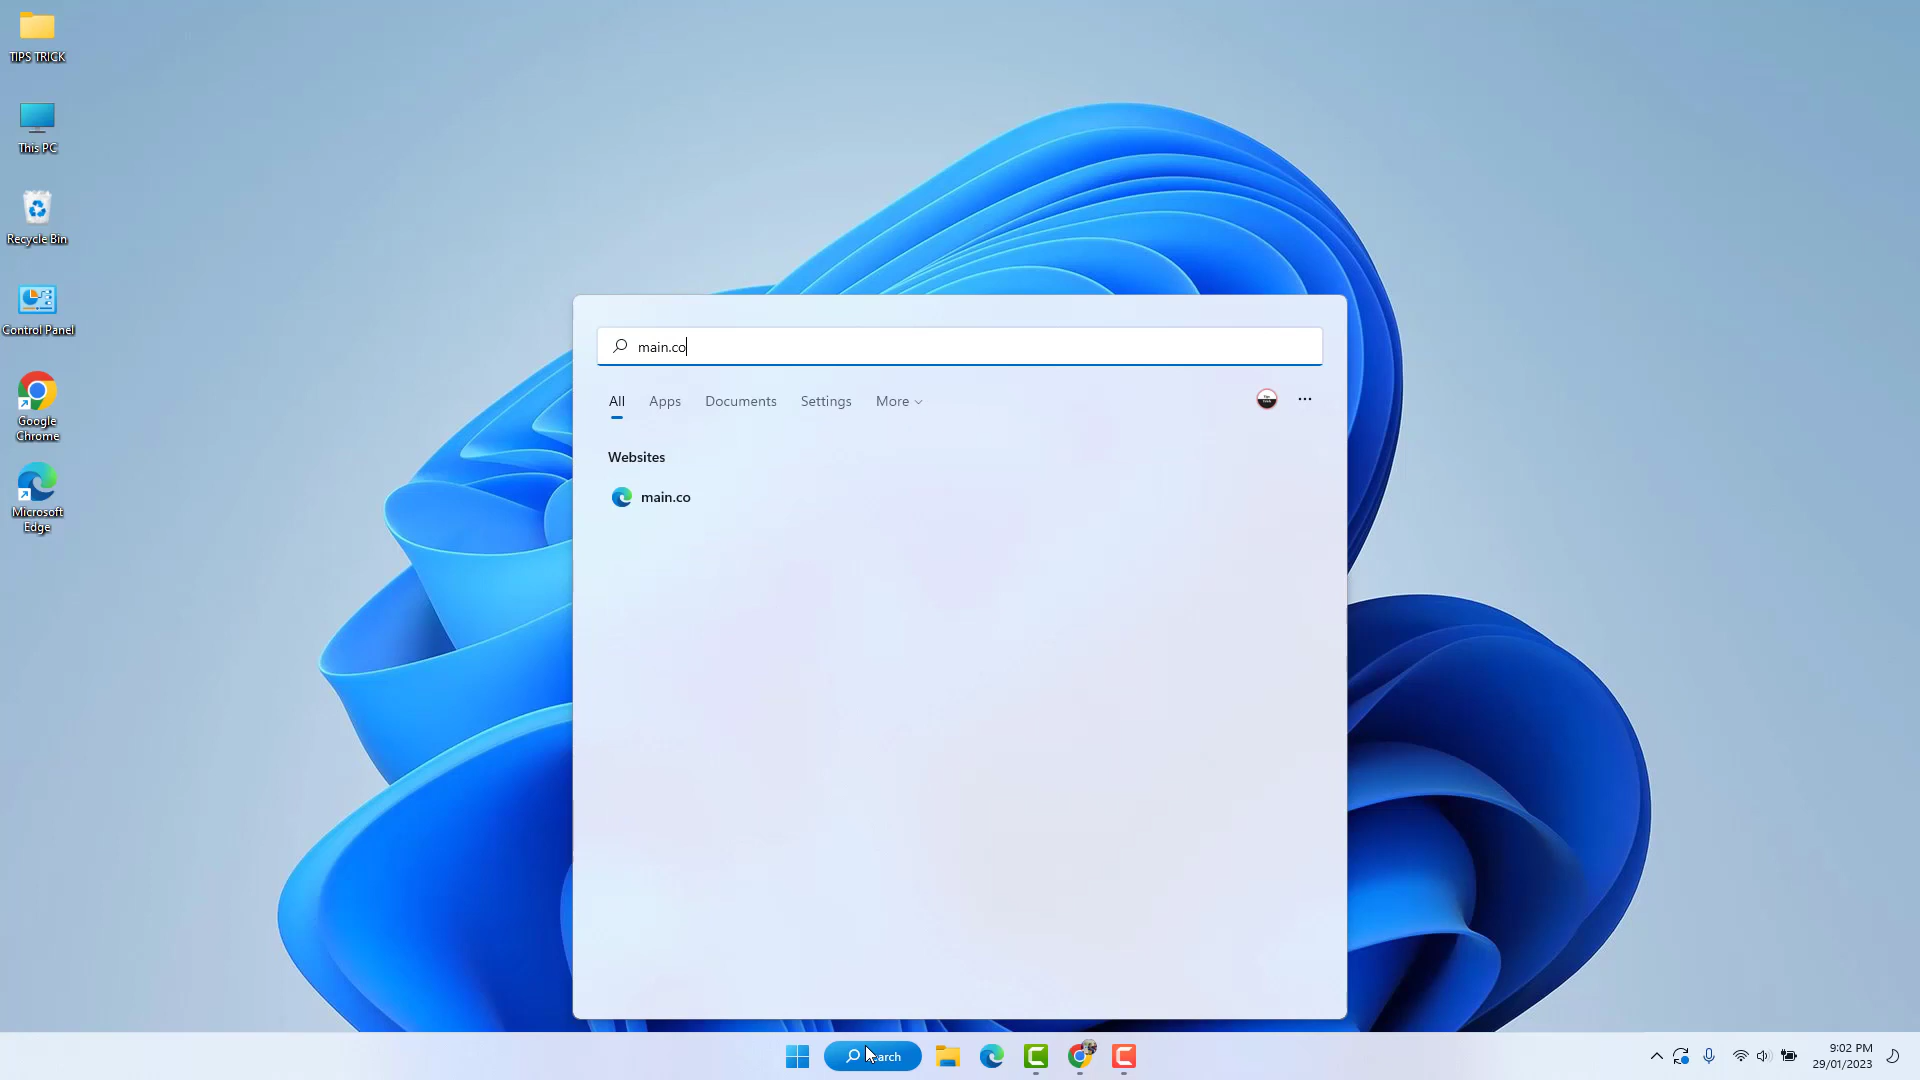 TIPS TRICK
This PC
Recycle Bin
Control Panel
Google
Chrome
Microsoft
Edge
main.co
All
Apps
Documents
Settings
More
Websites
main.co
arch
9:02 PM
29/01/2023